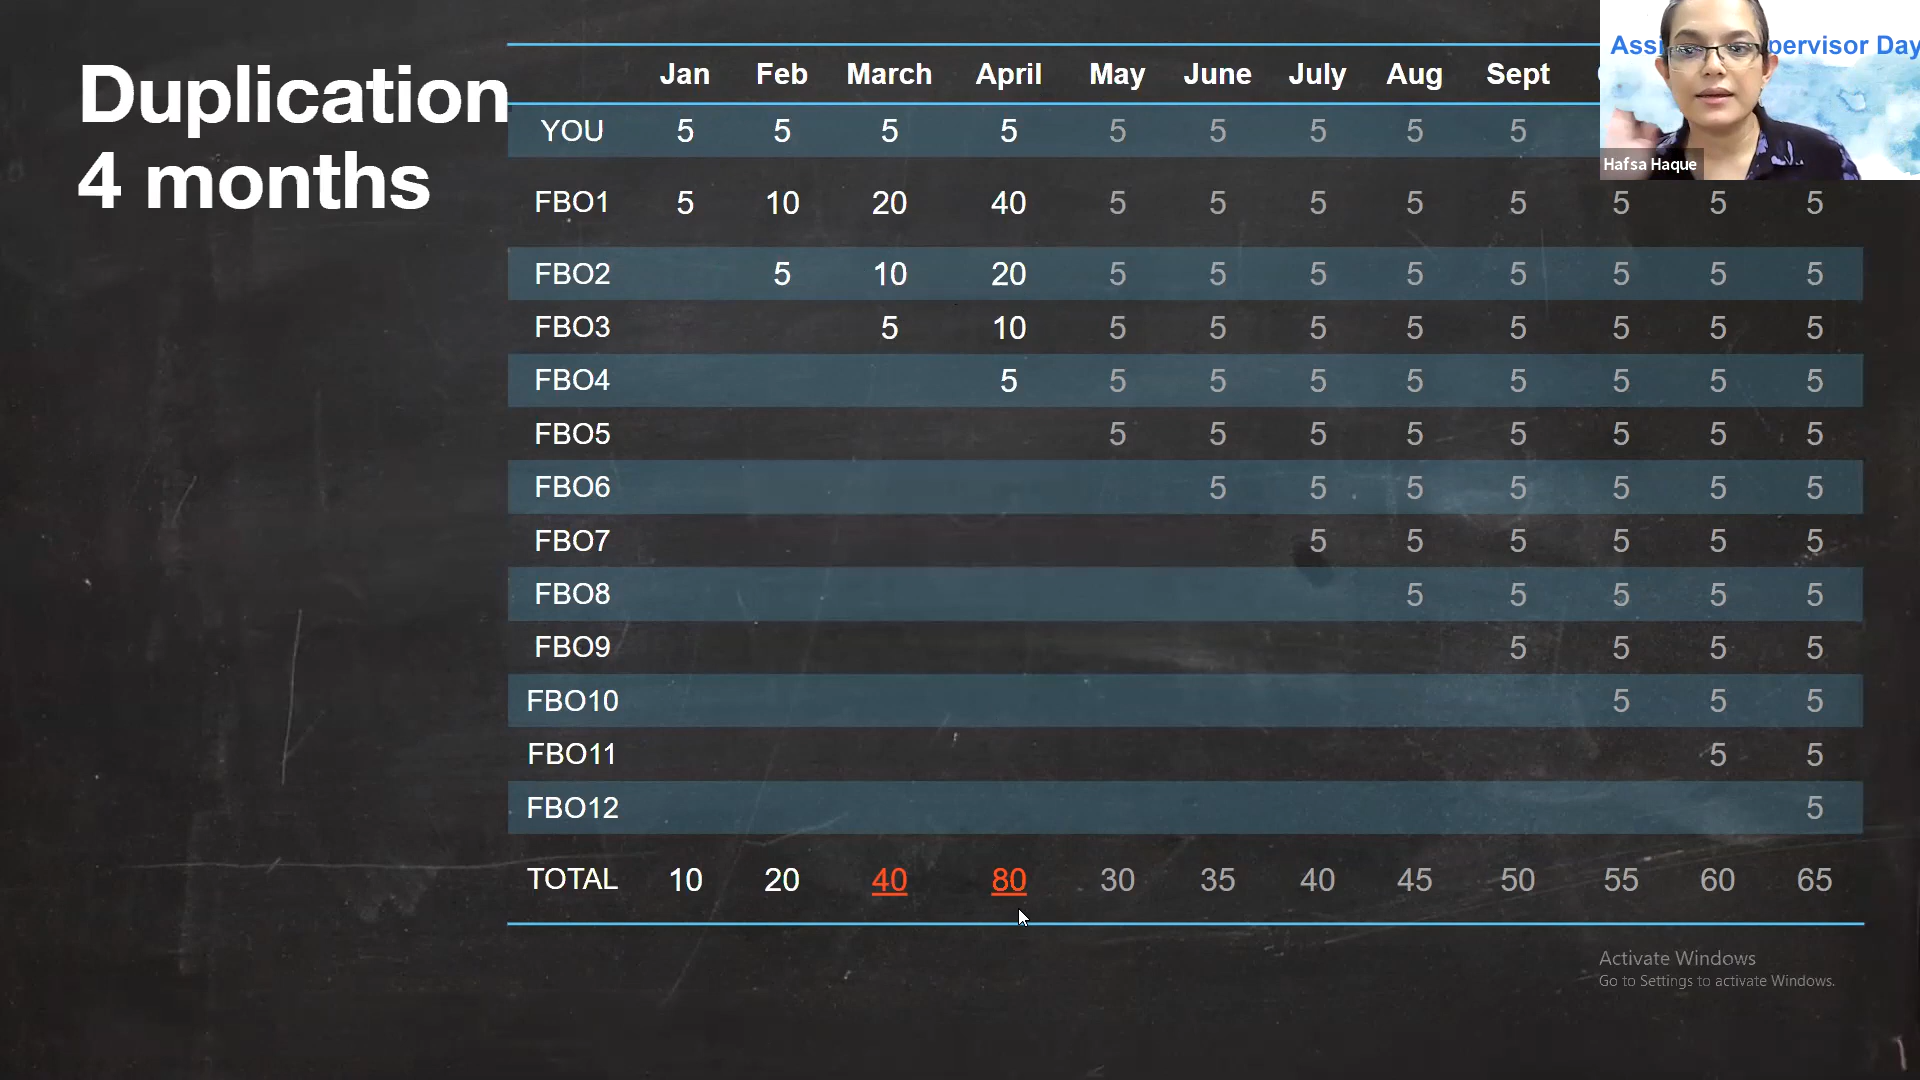 Duplication
4 months
Jan Feb March April May June July Aug Sept
YOU 5 5 5 5 5 5 5 5 5
FBO1 5 10 20 40 5 5 5 5 5 5 5 5
FBO2 5 10 20 5 5 5 5 5 5 5 5
FBO3 5 10 5 5 5 5 5 5 5 5
FBO4 5 5 5 5 5 5 5 5 5
FBO5 5 5 5 5 5 5 5 5
FBO6 5 5 5 5 5 5 5
FBO7 5 5 5 5 5 5
FBO8 5 5 5 5 5
FBO9 5 5 5 5
FBO10 5 5 5
FBO11 5 5
FBO12 5
TOTAL 10 20 40 80 30 35 40 45 50 55 60 65
pervisor Day
Hafsa Haque
Activate Windows
Go to Settings to activate Windows.